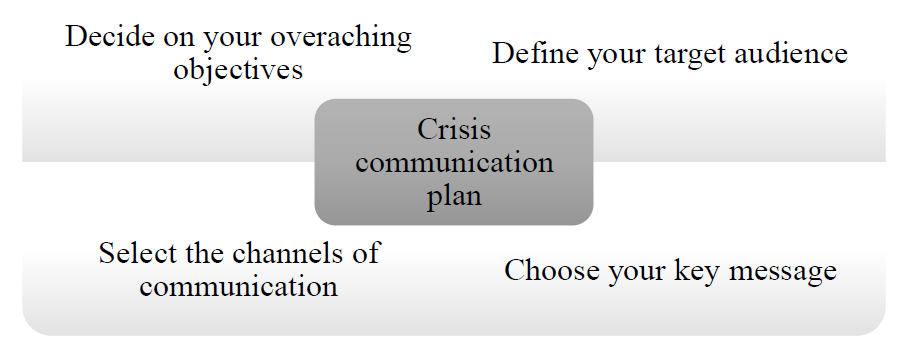 Decide on your overaching
objectives
Define your target audience
Crisis
communication
plan
Select the channels of
communication
Choose your key message